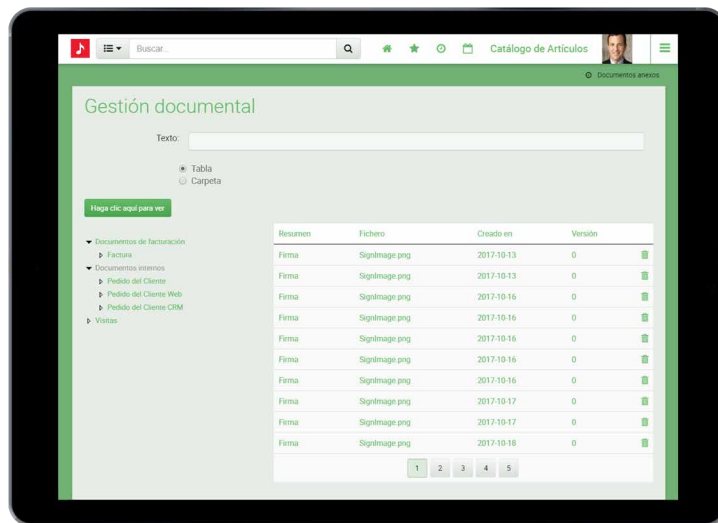 Buscar...
Catálogo de Artículos
Documentos anexos
Gestión documental
Texto:
Tabla
Carpeta
Haga clic aquí para ver
Documentos de facturación
Factura
Documentos internos
Pedido del Cliente
Pedido del Cliente Web
Pedido del Cliente CRM
Visitas
Resumen Fichero Creado en Versión
Firma SignImage.png 2017-10-13 0
Firma SignImage.png 2017-10-13 0
Firma SignImage.png 2017-10-16 0
Firma SignImage.png 2017-10-16 0
Firma SignImage.png 2017-10-16 0
Firma SignImage.png 2017-10-16 0
Firma SignImage.png 2017-10-16 0
Firma SignImage.png 2017-10-17 0
Firma SignImage.png 2017-10-17 0
Firma SignImage.png 2017-10-18 0
1 2 3 4 5